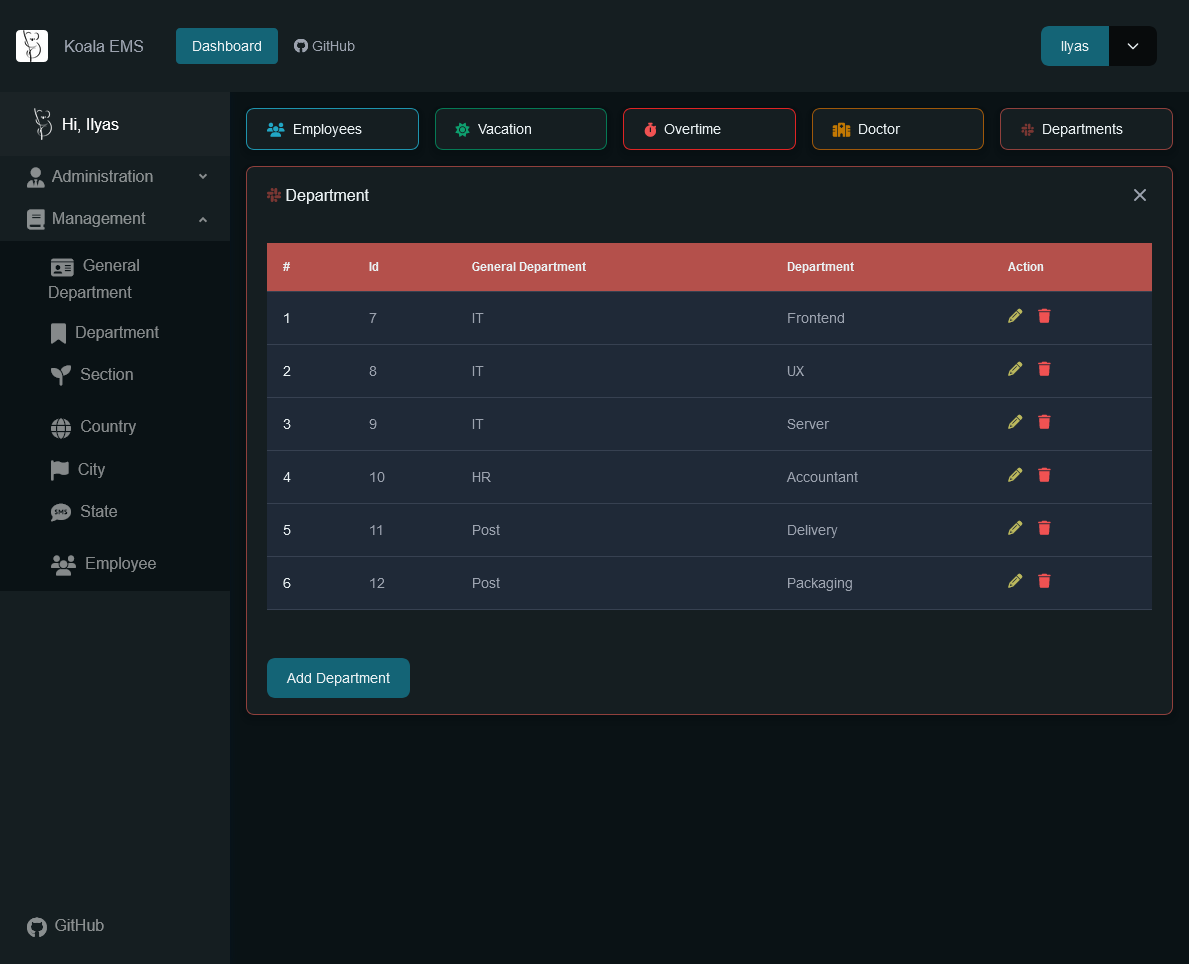 Koala EMS Dashboard GitHub Ilyas
Hi, Ilyas
Administration
Management
General
Department
Department
Section
Country
City
SMS State
Employee
GitHub
Employees Vacation Overtime Doctor Departments
Department
# Id General Department Department Action
1 7 IT Frontend
2 8 IT UX
3 9 IT Server
4 10 HR Accountant
5 11 Post Delivery
6 12 Post Packaging
Add Department